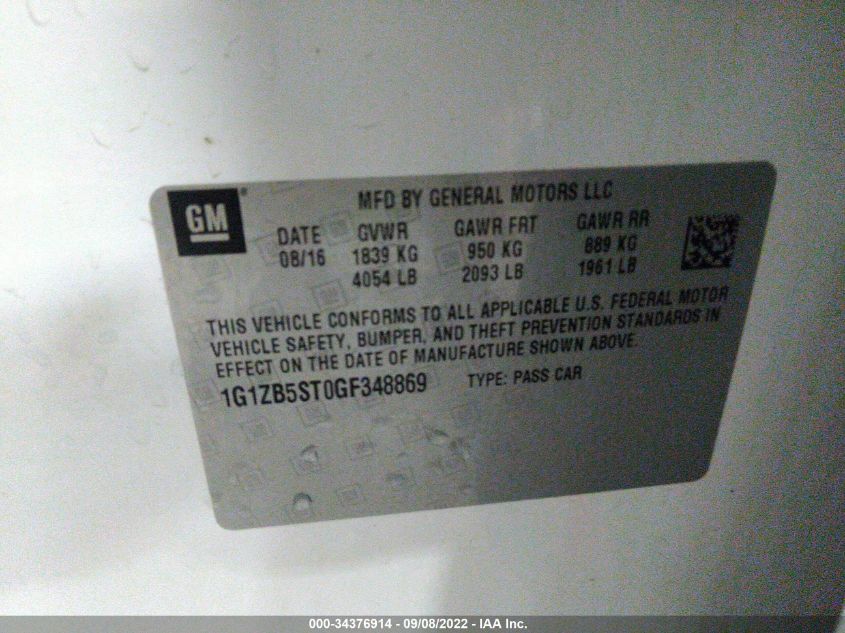 GM
MFD BY GENERAL MOTORS LLC
DATE GVWR GAWR FRT GAWR RR
08/16 1839 KG 950 KG 889 KG
4054 LB 2093 LB 1961 LB
THIS VEHICLE CONFORMS TO ALL APPLICABLE U.S. FEDERAL MOTOR
VEHICLE SAFETY, BUMPER, AND THEFT PREVENTION STANDARDS IN
EFFECT ON THE DATE OF MANUFACTURE SHOWN ABOVE.
1G1ZB5ST0GF348869 TYPE: PASS CAR
000-34376914 - 09/08/2022 - IAA Inc.